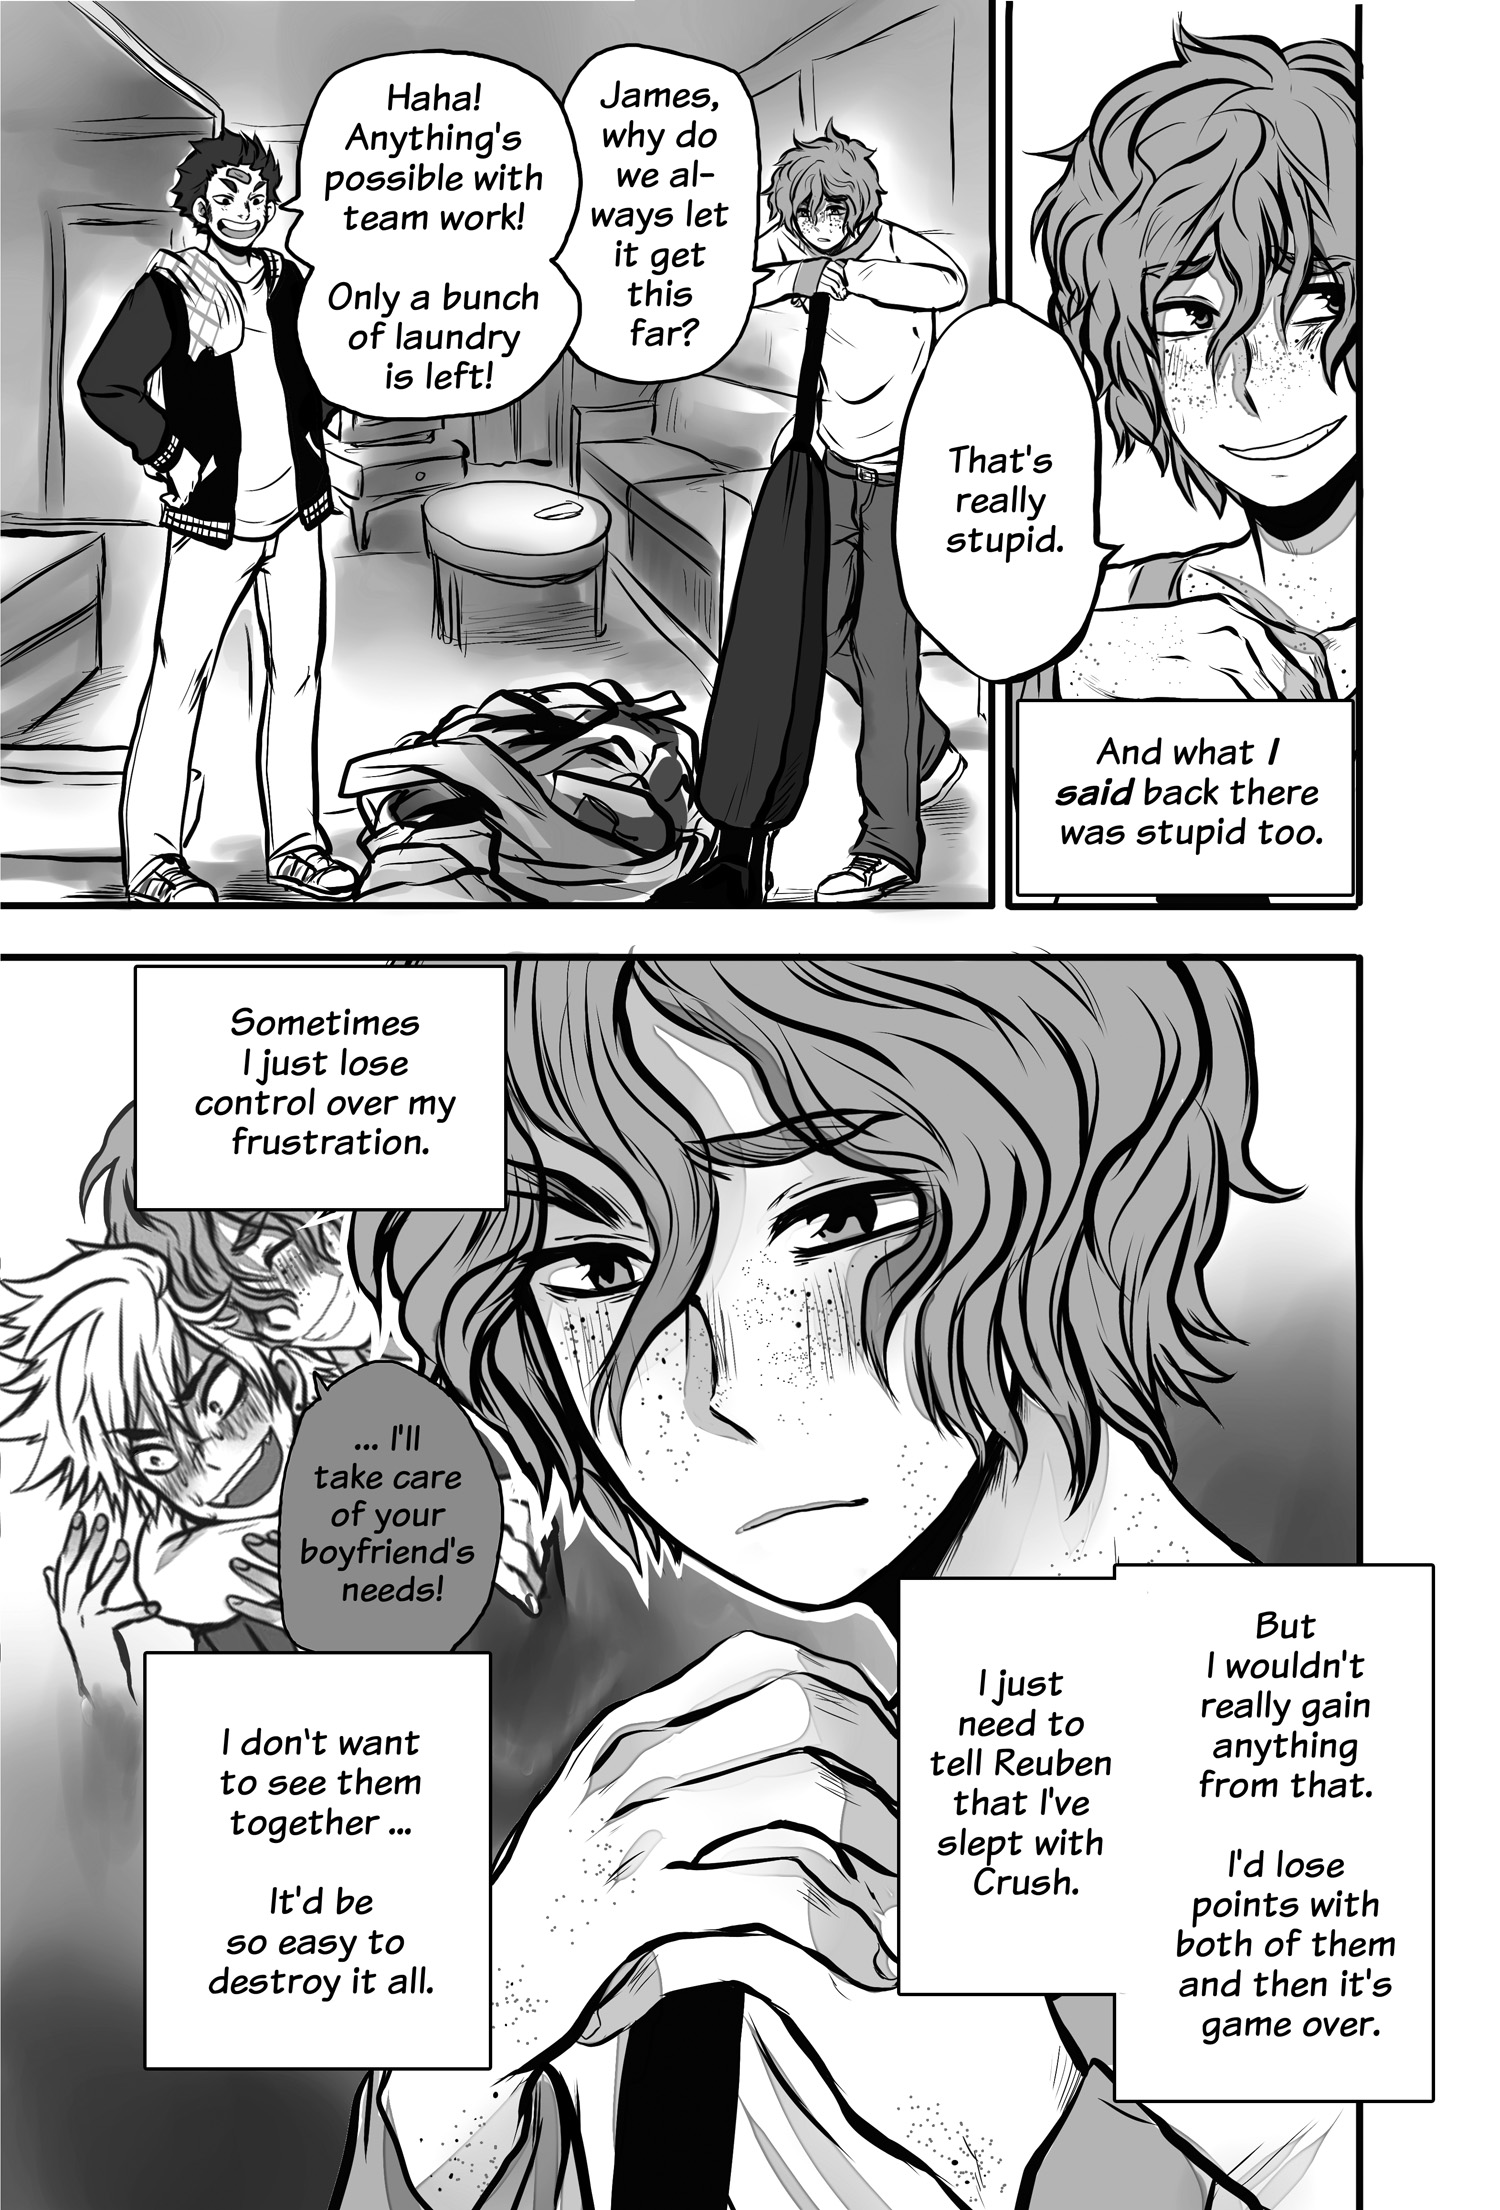 Haha!
Anything's
possible with
team work!
Only a bunch
of laundry
is left!
James,
why do
we al-
ways let
it get
this
far?
That's
really
stupid.
And what I
said back there
was stupid too.
Sometimes
I just lose
control over my
frustration.
... I'll
take care
of your
boyfriend's
needs!
I don't want
to see them
together ...
It'd be
so easy to
destroy it all.
I just
need to
tell Reuben
that I've
slept with
Crush.
But
I wouldn't
really gain
anything
from that.
I'd lose
points with
both of them
and then it's
game over.